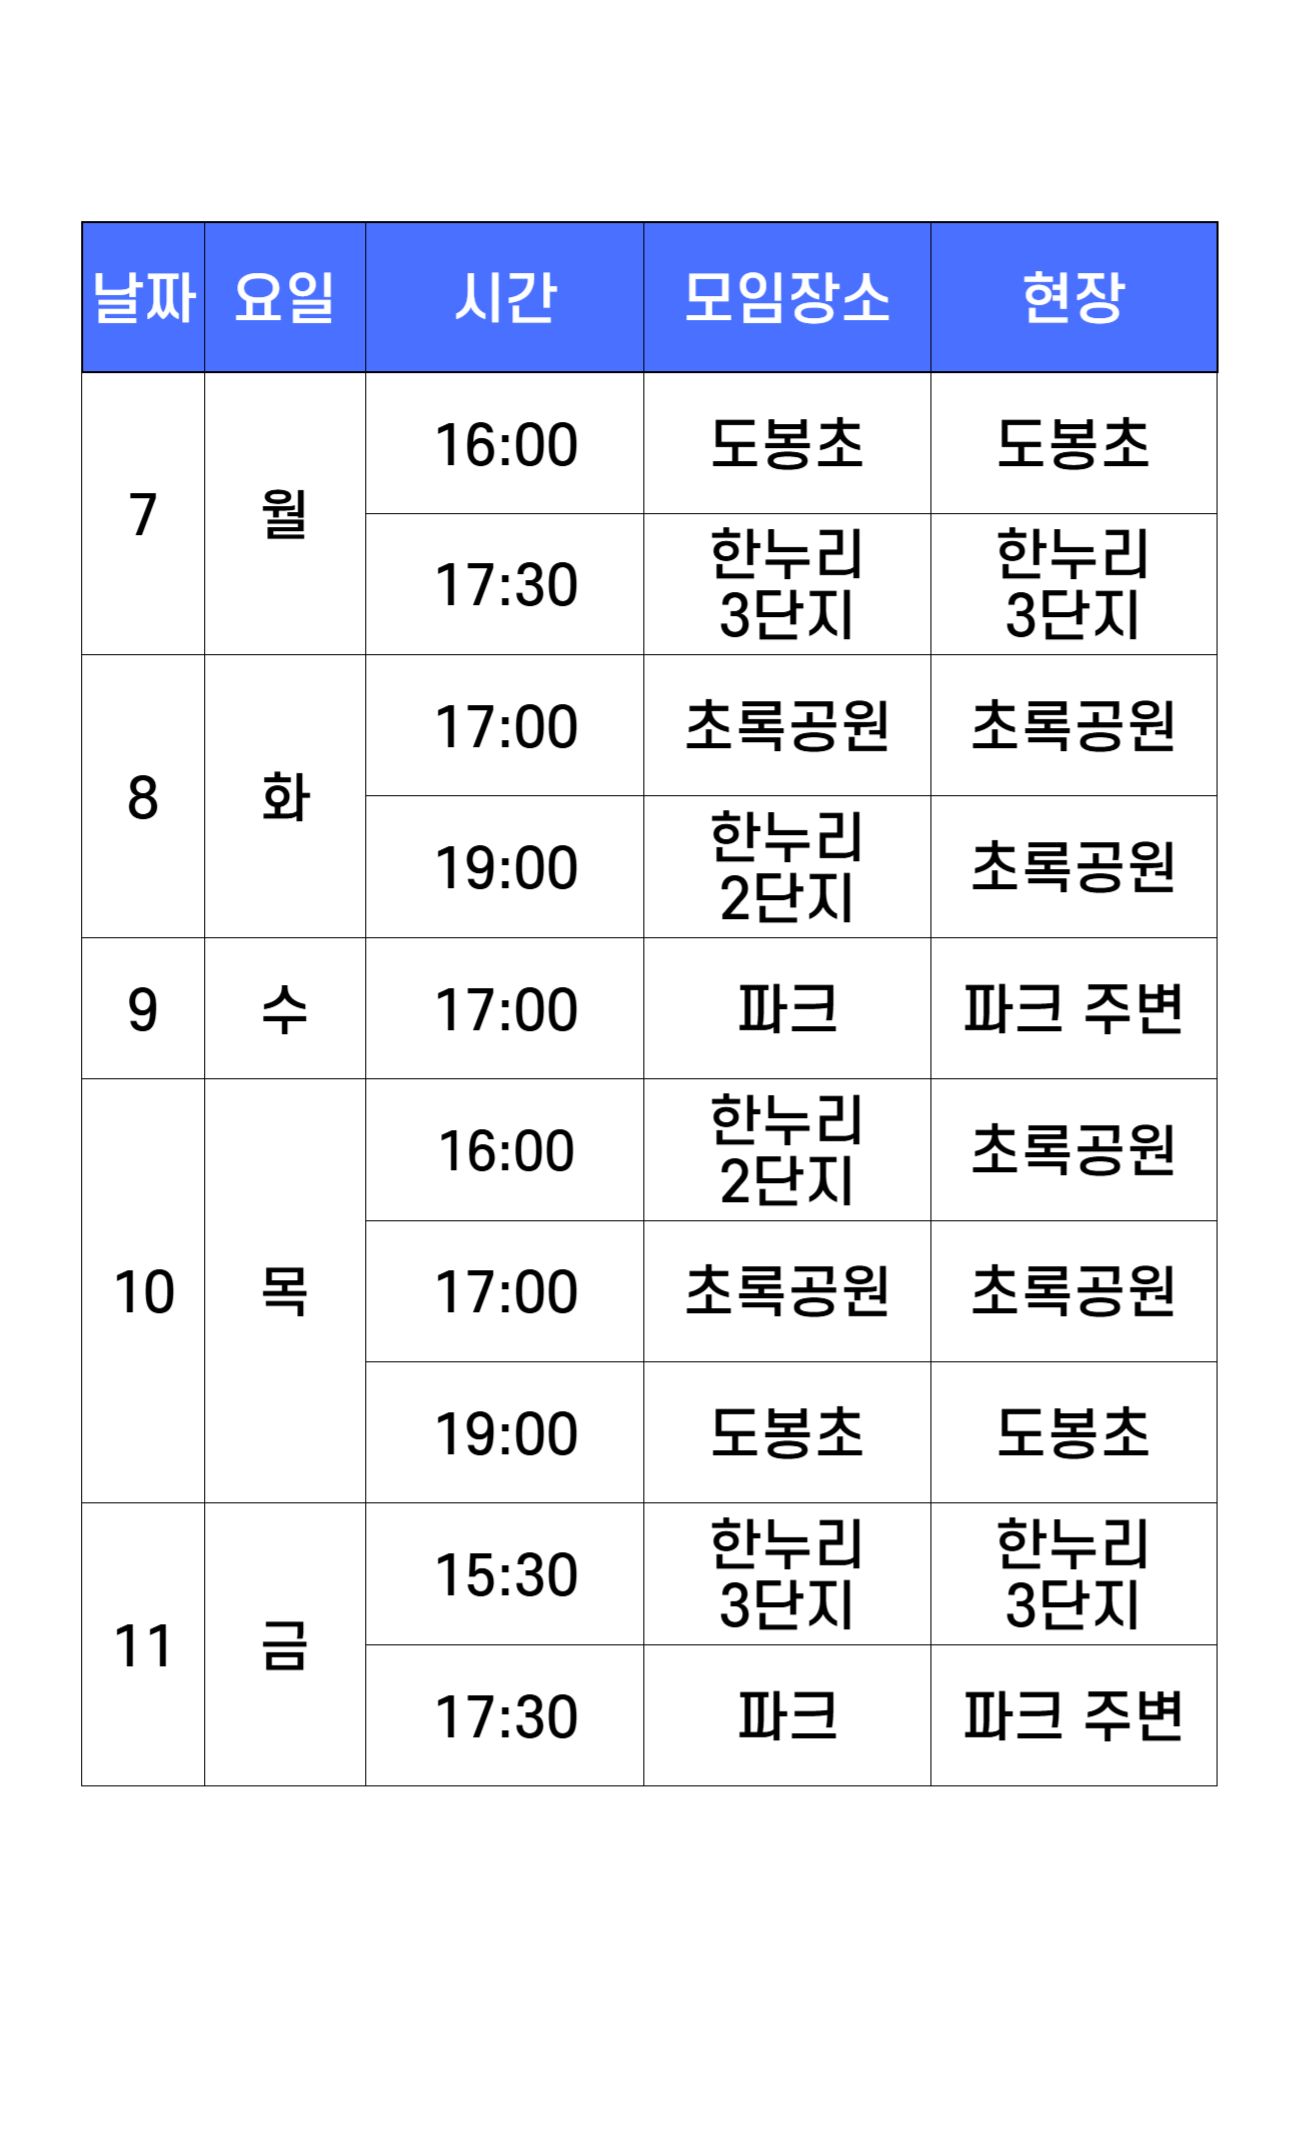 날짜 요일 시간 모임장소 현장
7 월 16:00 도봉초 도봉초
17:30 한누리 3단지 한누리 3단지
8 화 17:00 초록공원 초록공원
19:00 한누리 2단지 초록공원
9 수 17:00 파크 파크 주변
10 목 16:00 한누리 2단지 초록공원
17:00 초록공원 초록공원
19:00 도봉초 도봉초
11 금 15:30 한누리 3단지 한누리 3단지
17:30 파크 파크 주변